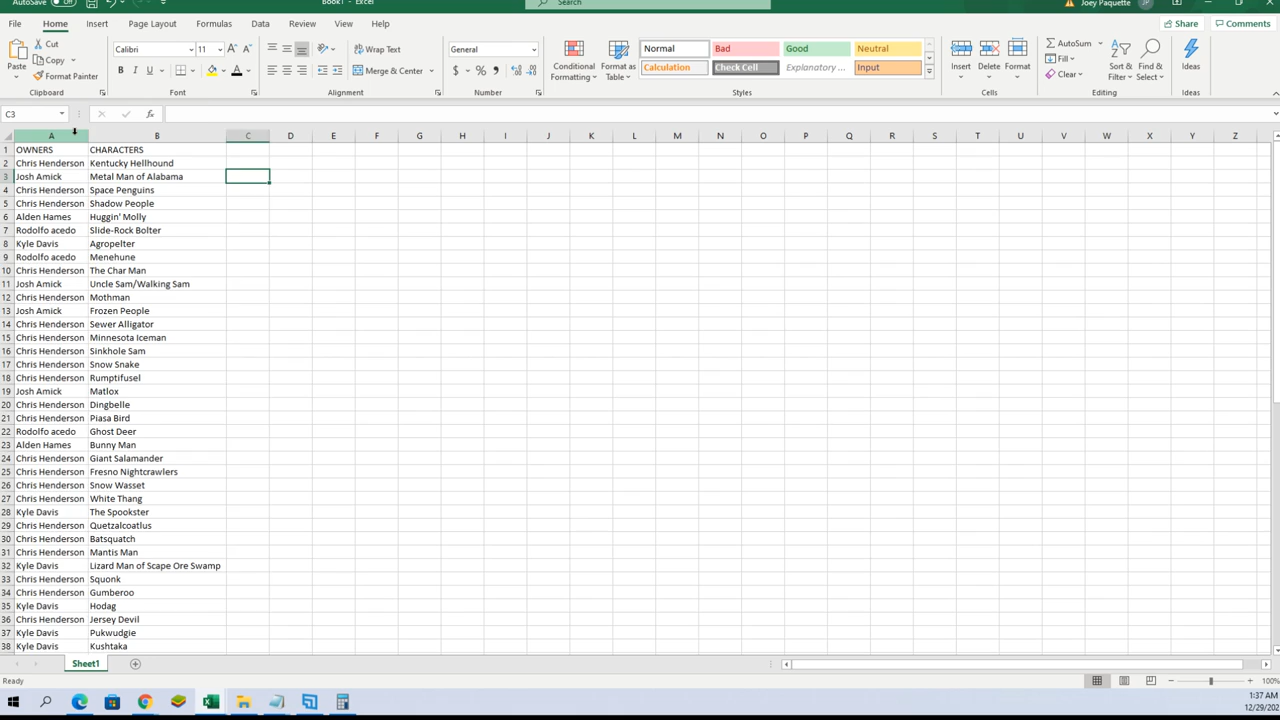 AutoSave Off Book1 - Excel Search Joey Paquette JP
File Home Insert Page Layout Formulas Data Review View Help Share Comments
Cut Calibri 11 Wrap Text General Normal Bad Good Neutral AutoSum
Copy Fill
Paste Format Painter B I U Merge & Center $ % Calculation Check Cell Explanatory ... Input Clear
Conditional Formatting Format as Table Insert Delete Format Sort & Filter Find & Select Ideas
Clipboard Font Alignment Number Styles Cells Editing Ideas
C3 fx
A B C D E F G H I J K L M N O P Q R S T U V W X Y Z
1 OWNERS CHARACTERS
2 Chris Henderson Kentucky Hellhound
3 Josh Amick Metal Man of Alabama
4 Chris Henderson Space Penguins
5 Chris Henderson Shadow People
6 Alden Hames Huggin' Molly
7 Rodolfo acedo Slide-Rock Bolter
8 Kyle Davis Agropelter
9 Rodolfo acedo Menehune
10 Chris Henderson The Char Man
11 Josh Amick Uncle Sam/Walking Sam
12 Chris Henderson Mothman
13 Josh Amick Frozen People
14 Chris Henderson Sewer Alligator
15 Chris Henderson Minnesota Iceman
16 Chris Henderson Sinkhole Sam
17 Chris Henderson Snow Snake
18 Chris Henderson Rumptifusel
19 Josh Amick Matlox
20 Chris Henderson Dingbelle
21 Chris Henderson Piasa Bird
22 Rodolfo acedo Ghost Deer
23 Alden Hames Bunny Man
24 Chris Henderson Giant Salamander
25 Chris Henderson Fresno Nightcrawlers
26 Chris Henderson Snow Wasset
27 Chris Henderson White Thang
28 Kyle Davis The Spookster
29 Chris Henderson Quetzalcoatlus
30 Chris Henderson Batsquatch
31 Chris Henderson Mantis Man
32 Kyle Davis Lizard Man of Scape Ore Swamp
33 Chris Henderson Squonk
34 Chris Henderson Gumberoo
35 Kyle Davis Hodag
36 Chris Henderson Jersey Devil
37 Kyle Davis Pukwudgie
38 Kyle Davis Kushtaka
Sheet1
Ready 100%
1:37 AM
12/29/202